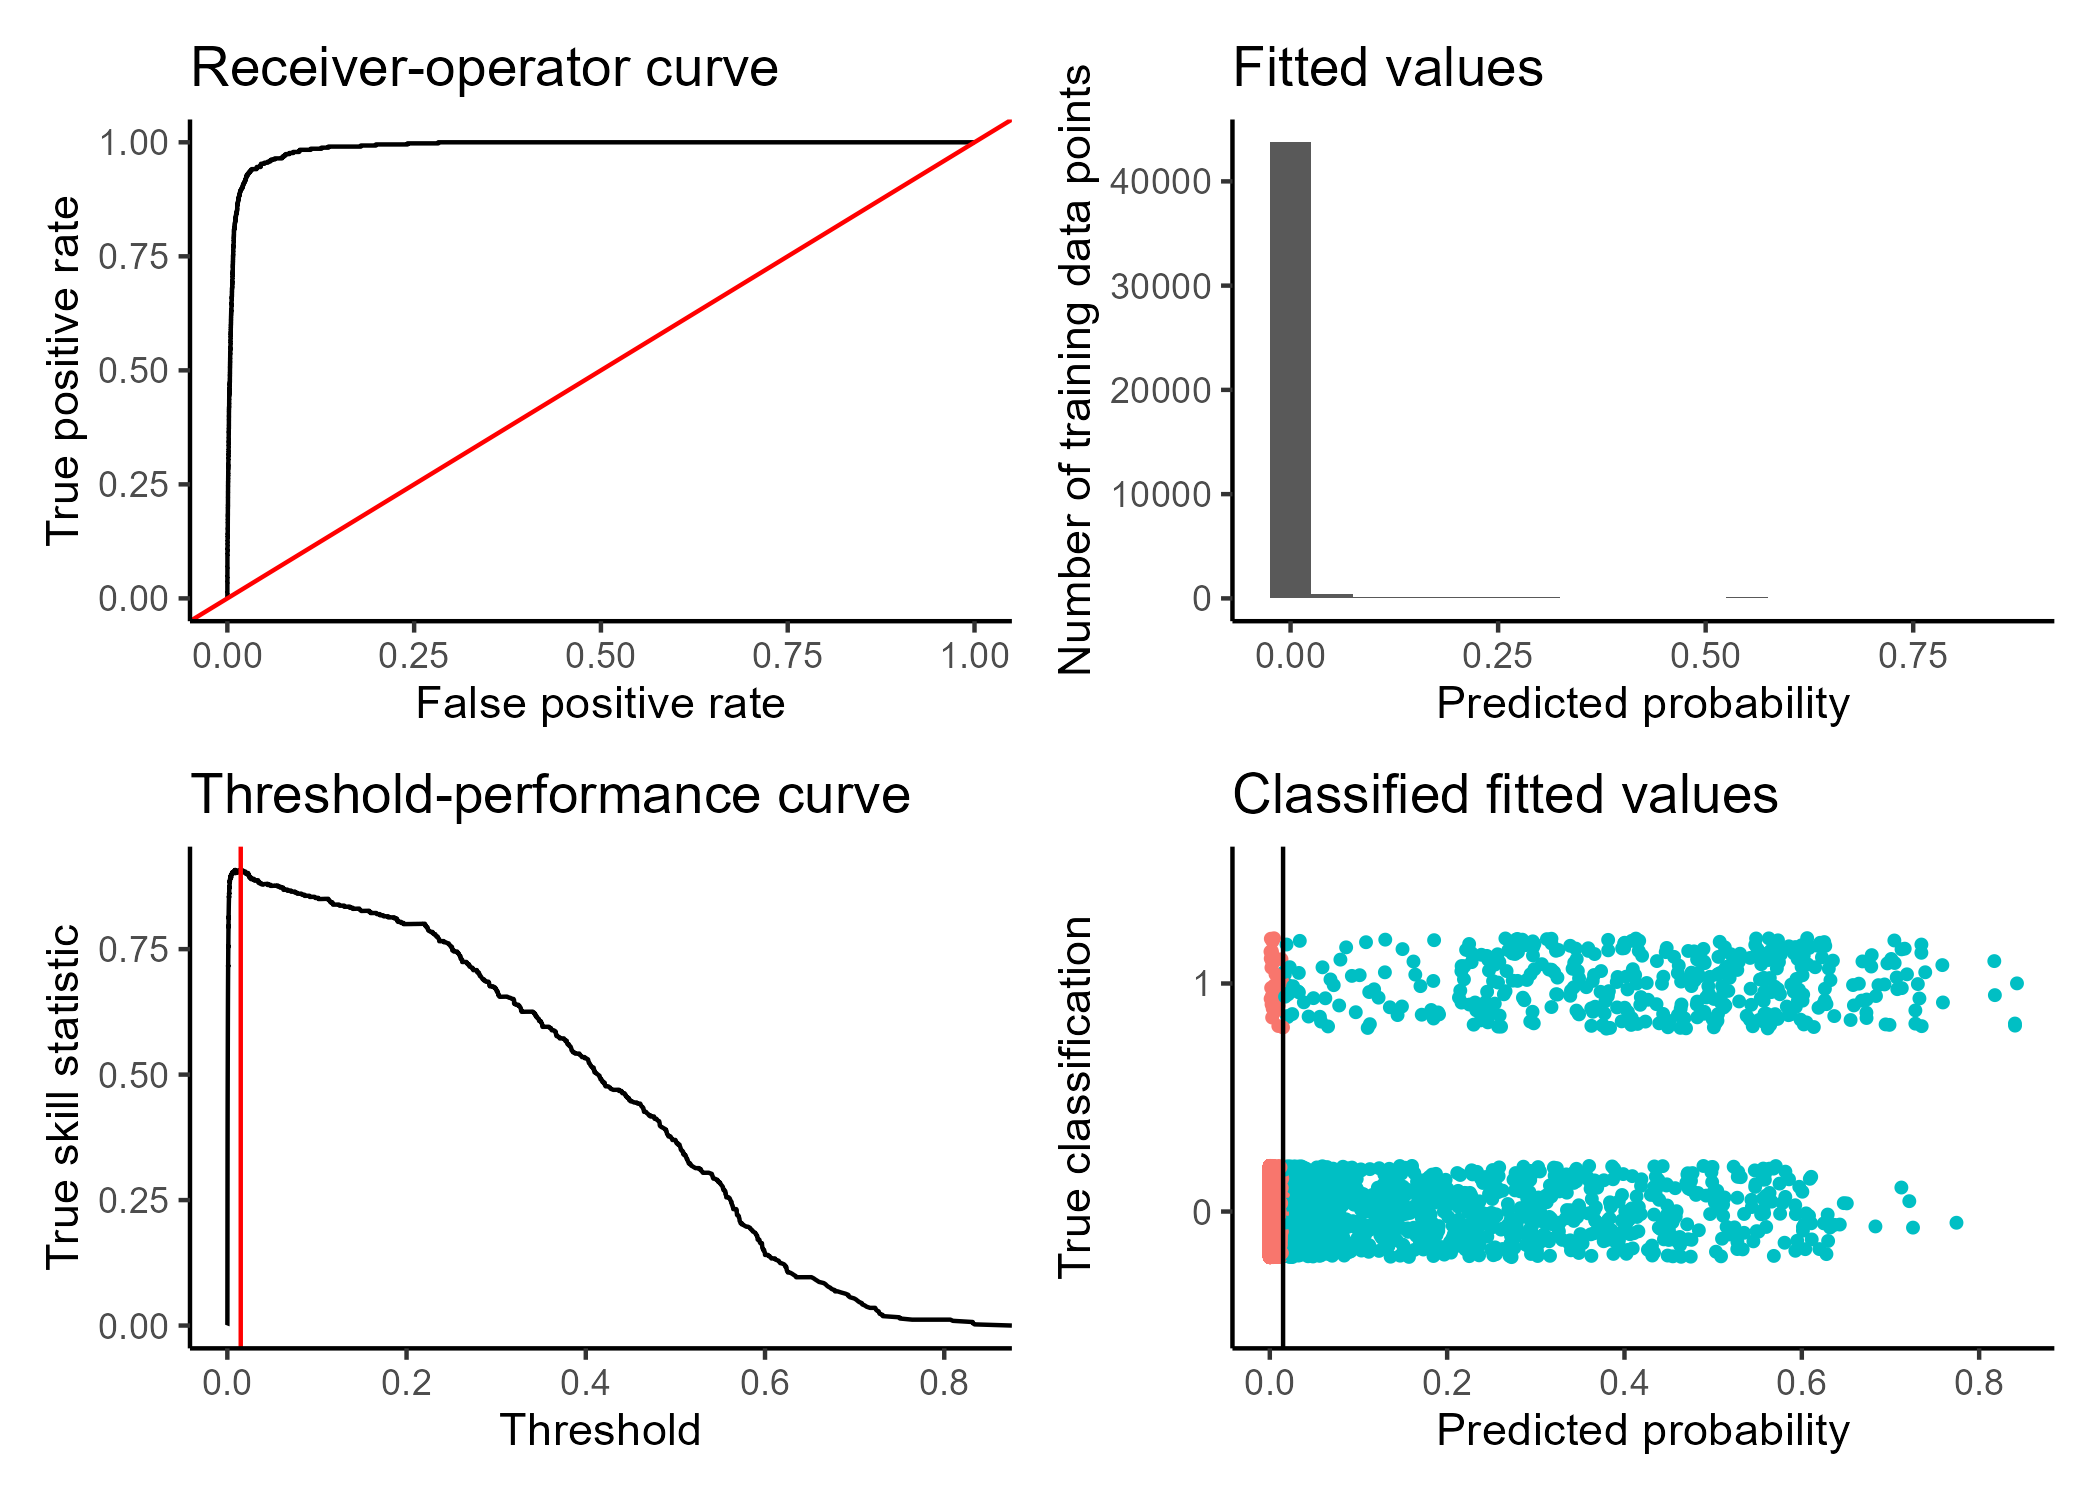 Receiver-operator curve
True positive rate
1.00
0.75
0.50
0.25
0.00
0.00 0.25 0.50 0.75 1.00
False positive rate
Fitted values
Number of training data points
40000
30000
20000
10000
0
0.00 0.25 0.50 0.75
Predicted probability
Threshold-performance curve
True skill statistic
0.75
0.50
0.25
0.00
0.0 0.2 0.4 0.6 0.8
Threshold
Classified fitted values
True classification
1
0
0.0 0.2 0.4 0.6 0.8
Predicted probability